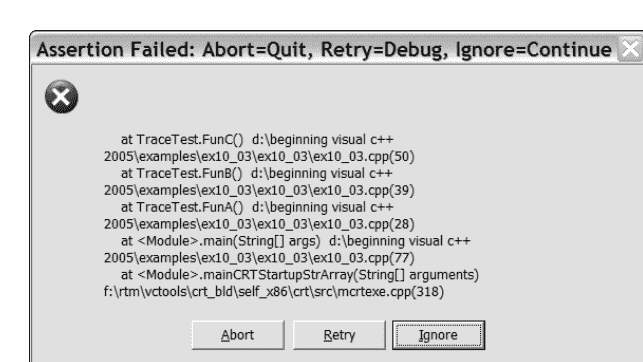 Assertion Failed: Abort=Quit, Retry=Debug, Ignore=Continue
at TraceTest.FunC() d:\beginning visual c++
2005\examples\ex10_03\ex10_03\ex10_03.cpp(50)
at TraceTest.FunB() d:\beginning visual c++
2005\examples\ex10_03\ex10_03\ex10_03.cpp(39)
at TraceTest.FunA() d:\beginning visual c++
2005\examples\ex10_03\ex10_03\ex10_03.cpp(28)
at <Module>.main(String[] args) d:\beginning visual c++
2005\examples\ex10_03\ex10_03\ex10_03.cpp(77)
at <Module>.mainCRTStartupStrArray(String[] arguments)
f:\rtm\vctools\crt_bld\self_x86\crt\src\mcrtexe.cpp(318)
Abort Retry Ignore